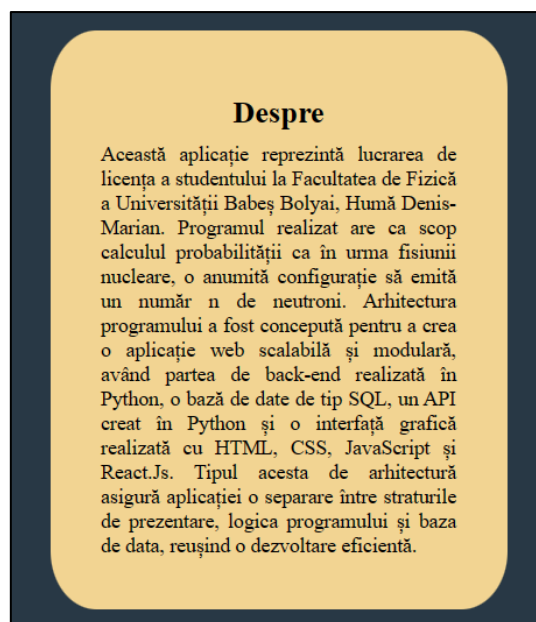 Despre
Această aplicație reprezintă lucrarea de
licența a studentului la Facultatea de Fizică
a Universității Babeș Bolyai, Humă Denis-
Marian. Programul realizat are ca scop
calculul probabilității ca în urma fisiunii
nucleare, o anumită configurație să emită
un număr n de neutroni. Arhitectura
programului a fost concepută pentru a crea
o aplicație web scalabilă și modulară,
având partea de back-end realizată în
Python, o bază de date de tip SQL, un API
creat în Python și o interfață grafică
realizată cu HTML, CSS, JavaScript și
React.Js. Tipul acesta de arhitectură
asigură aplicației o separare între straturile
de prezentare, logica programului și baza
de data, reușind o dezvoltare eficientă.